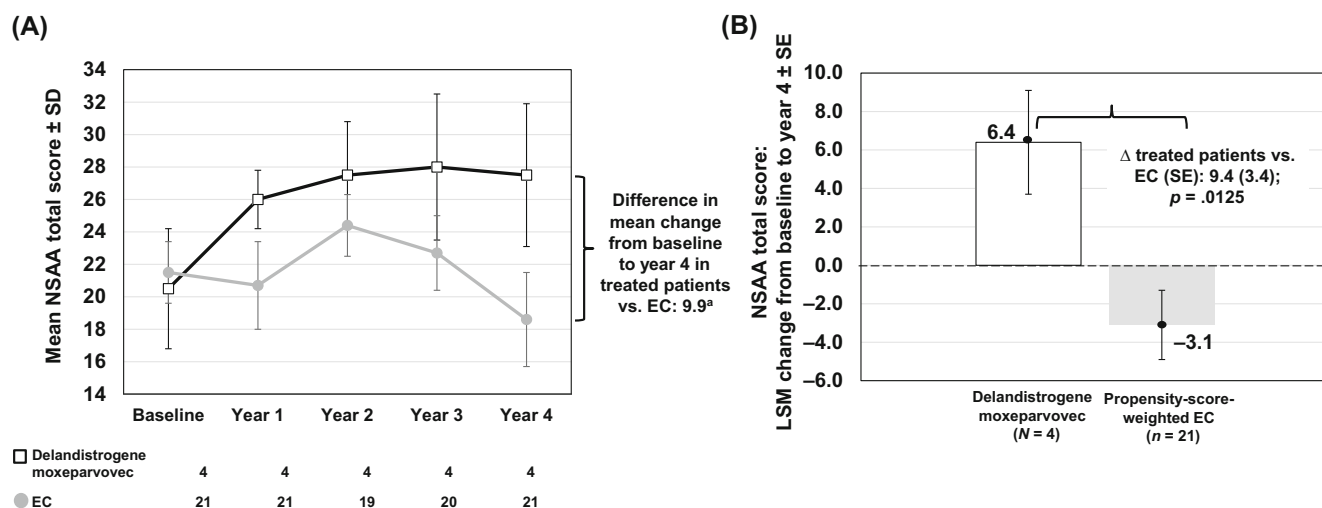 (A)
Mean NSAA total score ± SD
34
32
30
28
26
24
22
20
18
16
14
Baseline Year 1 Year 2 Year 3 Year 4
Difference in
mean change
from baseline
to year 4 in
treated patients
vs. EC: 9.9ᵃ
Delandistrogene
moxeparvovec 4 4 4 4 4
EC 21 21 19 20 21
(B)
NSAA total score:
LSM change from baseline to year 4 ± SE
10.0
8.0
6.0
4.0
2.0
0.0
–2.0
–4.0
–6.0
6.4
Δ treated patients vs.
EC (SE): 9.4 (3.4);
p = .0125
–3.1
Delandistrogene
moxeparvovec
(N = 4)
Propensity-score-
weighted EC
(n = 21)